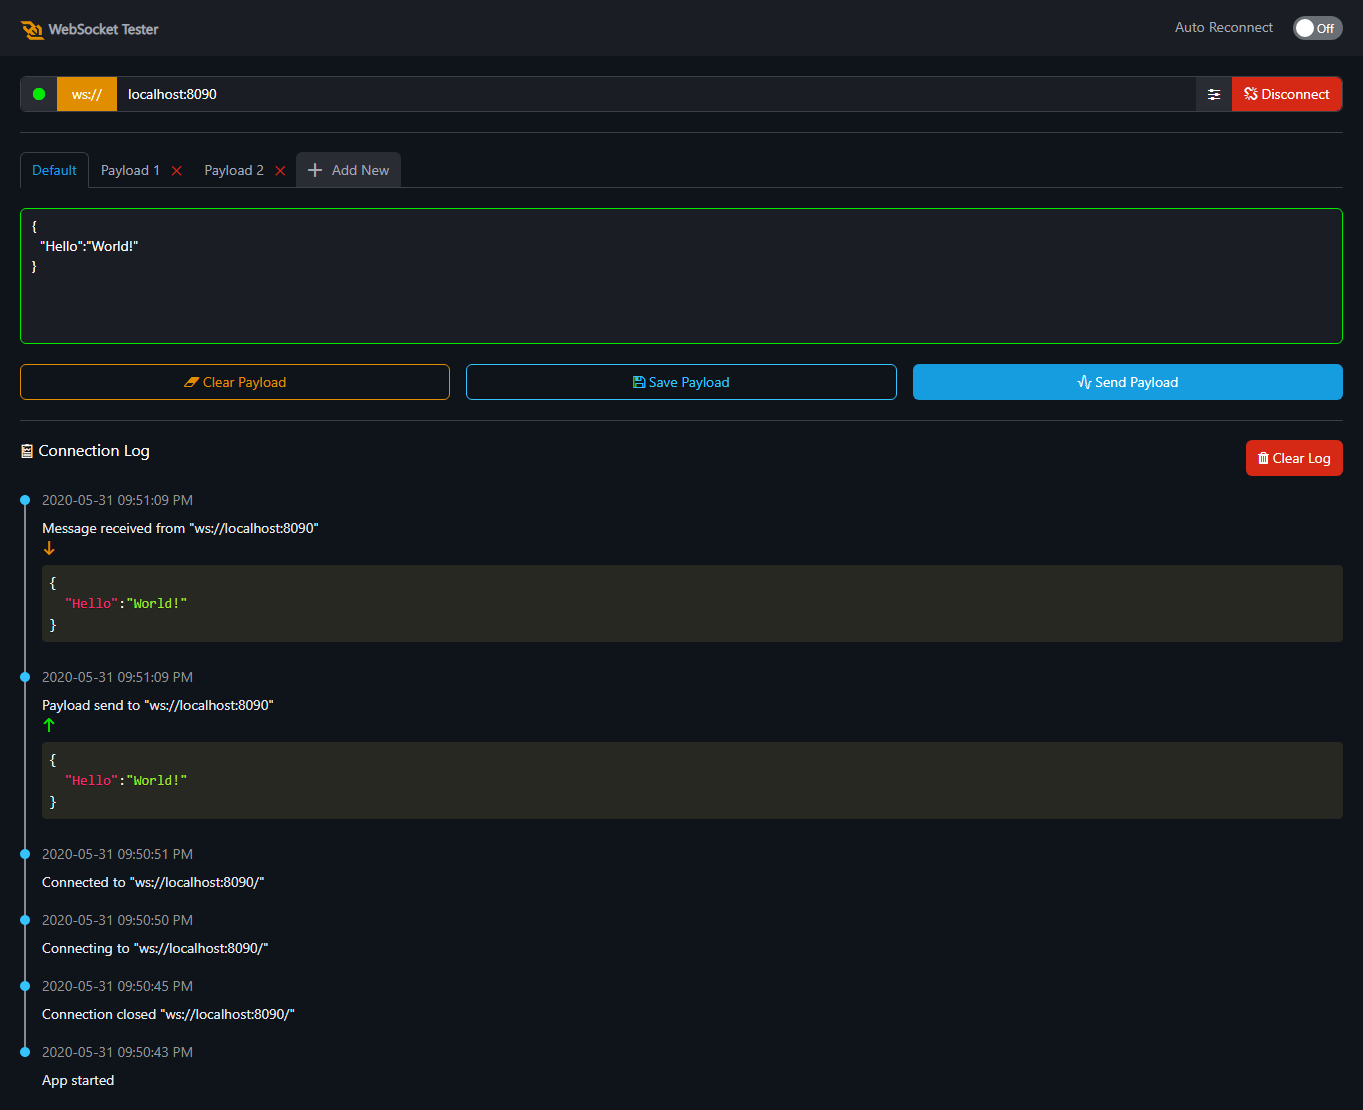 WebSocket Tester
Auto Reconnect Off
ws:// localhost:8090 Disconnect
Default Payload 1 Payload 2 Add New
{
"Hello":"World!"
}
Clear Payload Save Payload Send Payload
Connection Log
Clear Log
2020-05-31 09:51:09 PM
Message received from "ws://localhost:8090"
{
"Hello":"World!"
}
2020-05-31 09:51:09 PM
Payload send to "ws://localhost:8090"
{
"Hello":"World!"
}
2020-05-31 09:50:51 PM
Connected to "ws://localhost:8090/"
2020-05-31 09:50:50 PM
Connecting to "ws://localhost:8090/"
2020-05-31 09:50:45 PM
Connection closed "ws://localhost:8090/"
2020-05-31 09:50:43 PM
App started